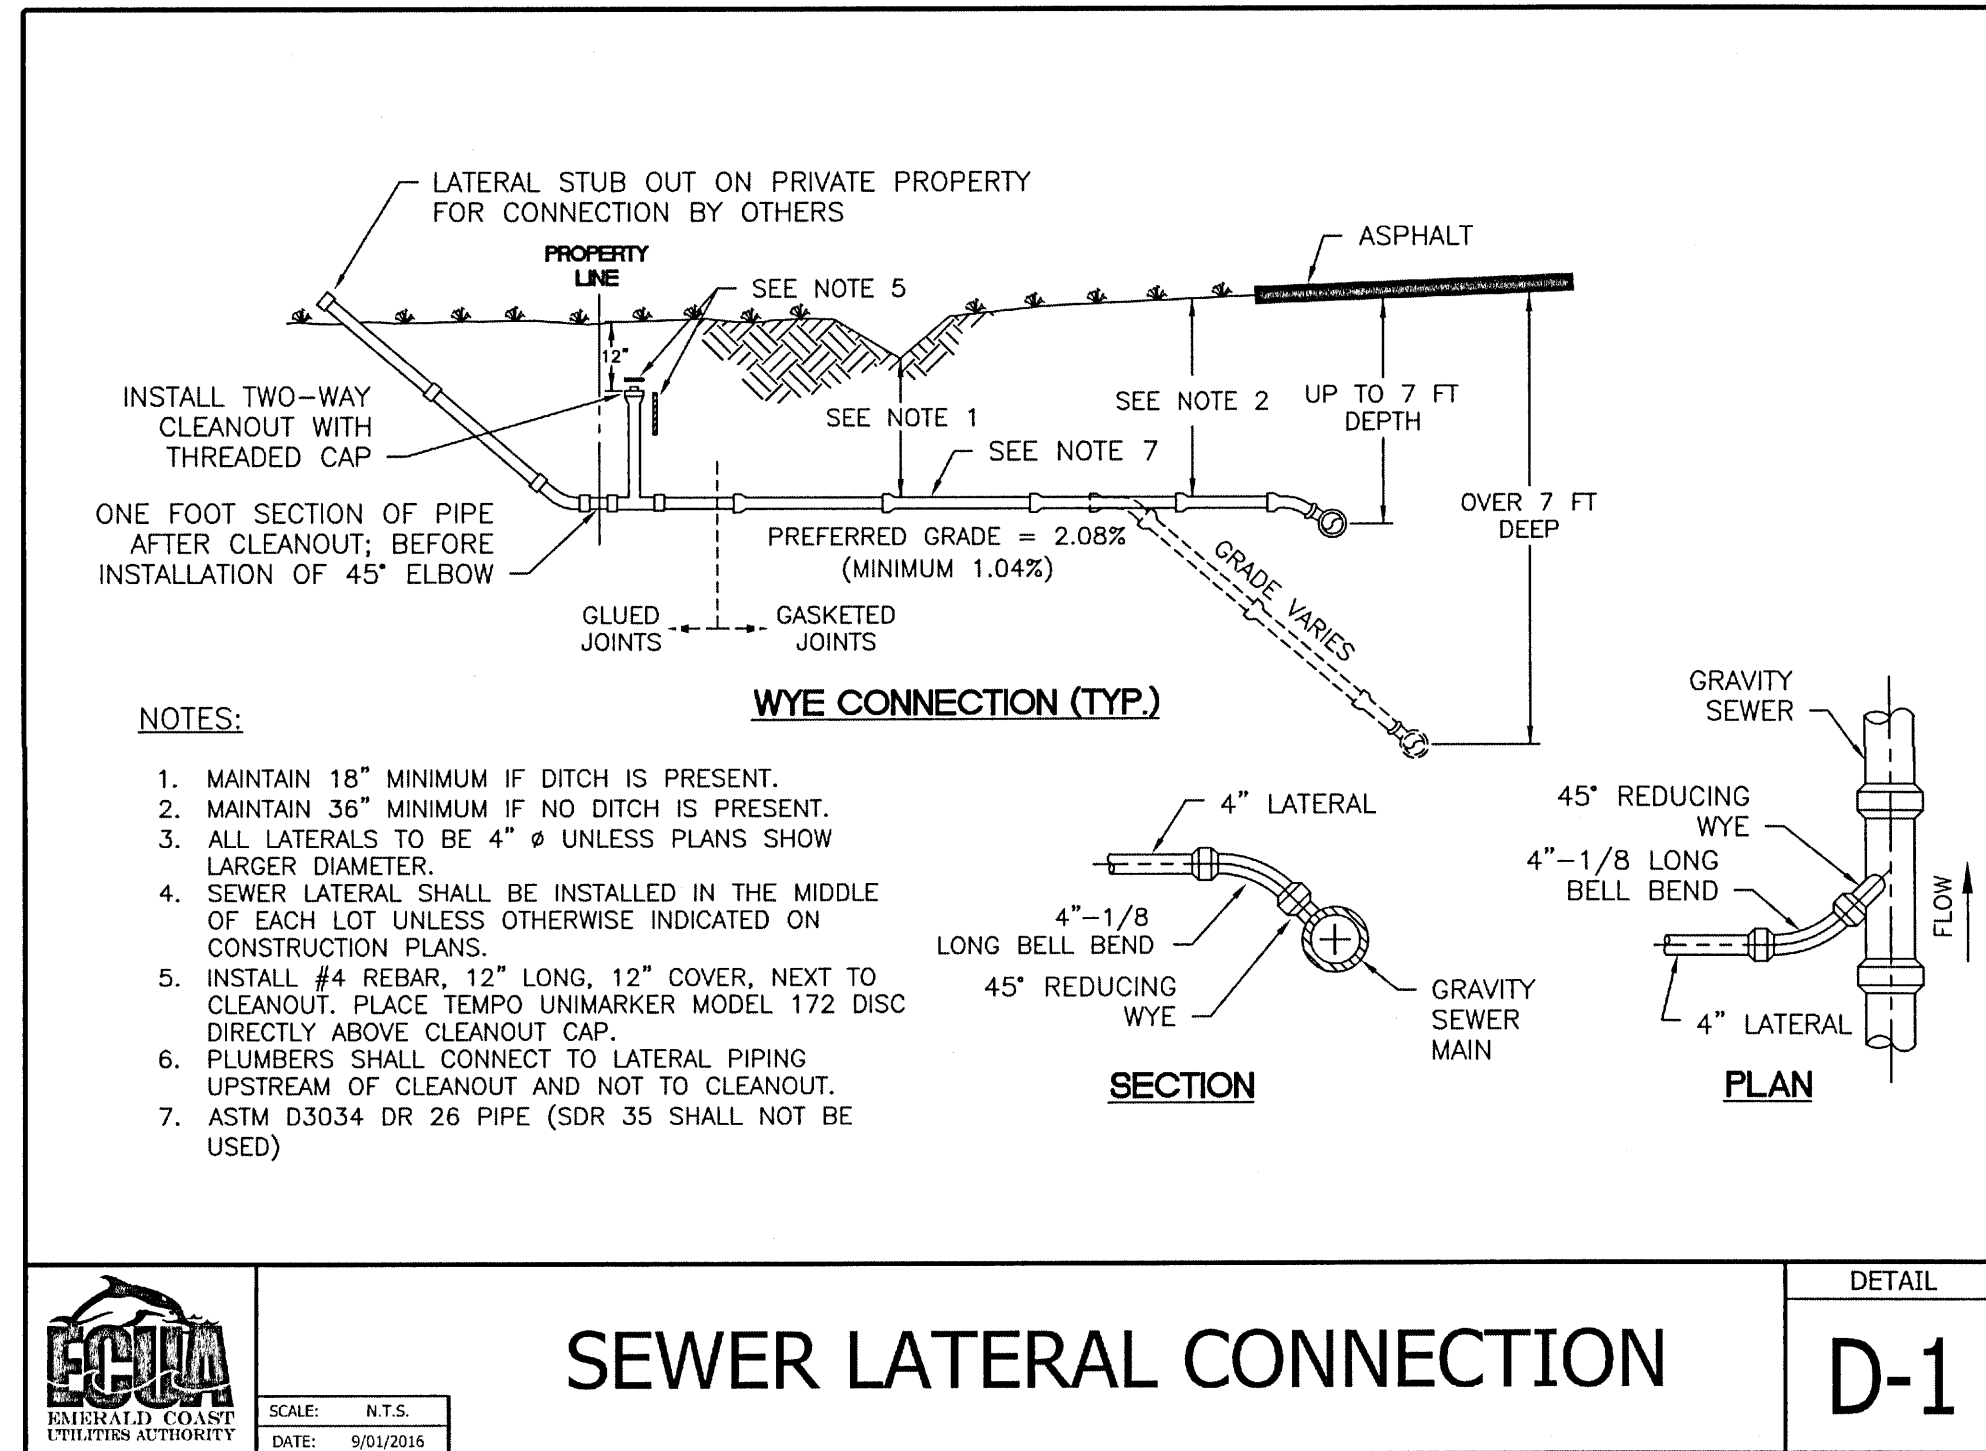 LATERAL STUB OUT ON PRIVATE PROPERTY
FOR CONNECTION BY OTHERS
PROPERTY
LINE
SEE NOTE 5
ASPHALT
12"
INSTALL TWO-WAY
CLEANOUT WITH
THREADED CAP
SEE NOTE 1
SEE NOTE 2
UP TO 7 FT
DEPTH
SEE NOTE 7
OVER 7 FT
DEEP
ONE FOOT SECTION OF PIPE
AFTER CLEANOUT; BEFORE
INSTALLATION OF 45° ELBOW
PREFERRED GRADE = 2.08%
(MINIMUM 1.04%)
GRADE VARIES
GLUED
JOINTS
GASKETED
JOINTS
WYE CONNECTION (TYP.)
NOTES:
1. MAINTAIN 18" MINIMUM IF DITCH IS PRESENT.
2. MAINTAIN 36" MINIMUM IF NO DITCH IS PRESENT.
3. ALL LATERALS TO BE 4" ø UNLESS PLANS SHOW
LARGER DIAMETER.
4. SEWER LATERAL SHALL BE INSTALLED IN THE MIDDLE
OF EACH LOT UNLESS OTHERWISE INDICATED ON
CONSTRUCTION PLANS.
5. INSTALL #4 REBAR, 12" LONG, 12" COVER, NEXT TO
CLEANOUT. PLACE TEMPO UNIMARKER MODEL 172 DISC
DIRECTLY ABOVE CLEANOUT CAP.
6. PLUMBERS SHALL CONNECT TO LATERAL PIPING
UPSTREAM OF CLEANOUT AND NOT TO CLEANOUT.
7. ASTM D3034 DR 26 PIPE (SDR 35 SHALL NOT BE
USED)
4" LATERAL
4"-1/8
LONG BELL BEND
45° REDUCING
WYE
GRAVITY
SEWER
MAIN
SECTION
GRAVITY
SEWER
45° REDUCING
WYE
4"-1/8 LONG
BELL BEND
FLOW
4" LATERAL
PLAN
ECUA
EMERALD COAST
UTILITIES AUTHORITY
SCALE: N.T.S.
DATE: 9/01/2016
SEWER LATERAL CONNECTION
DETAIL
D-1